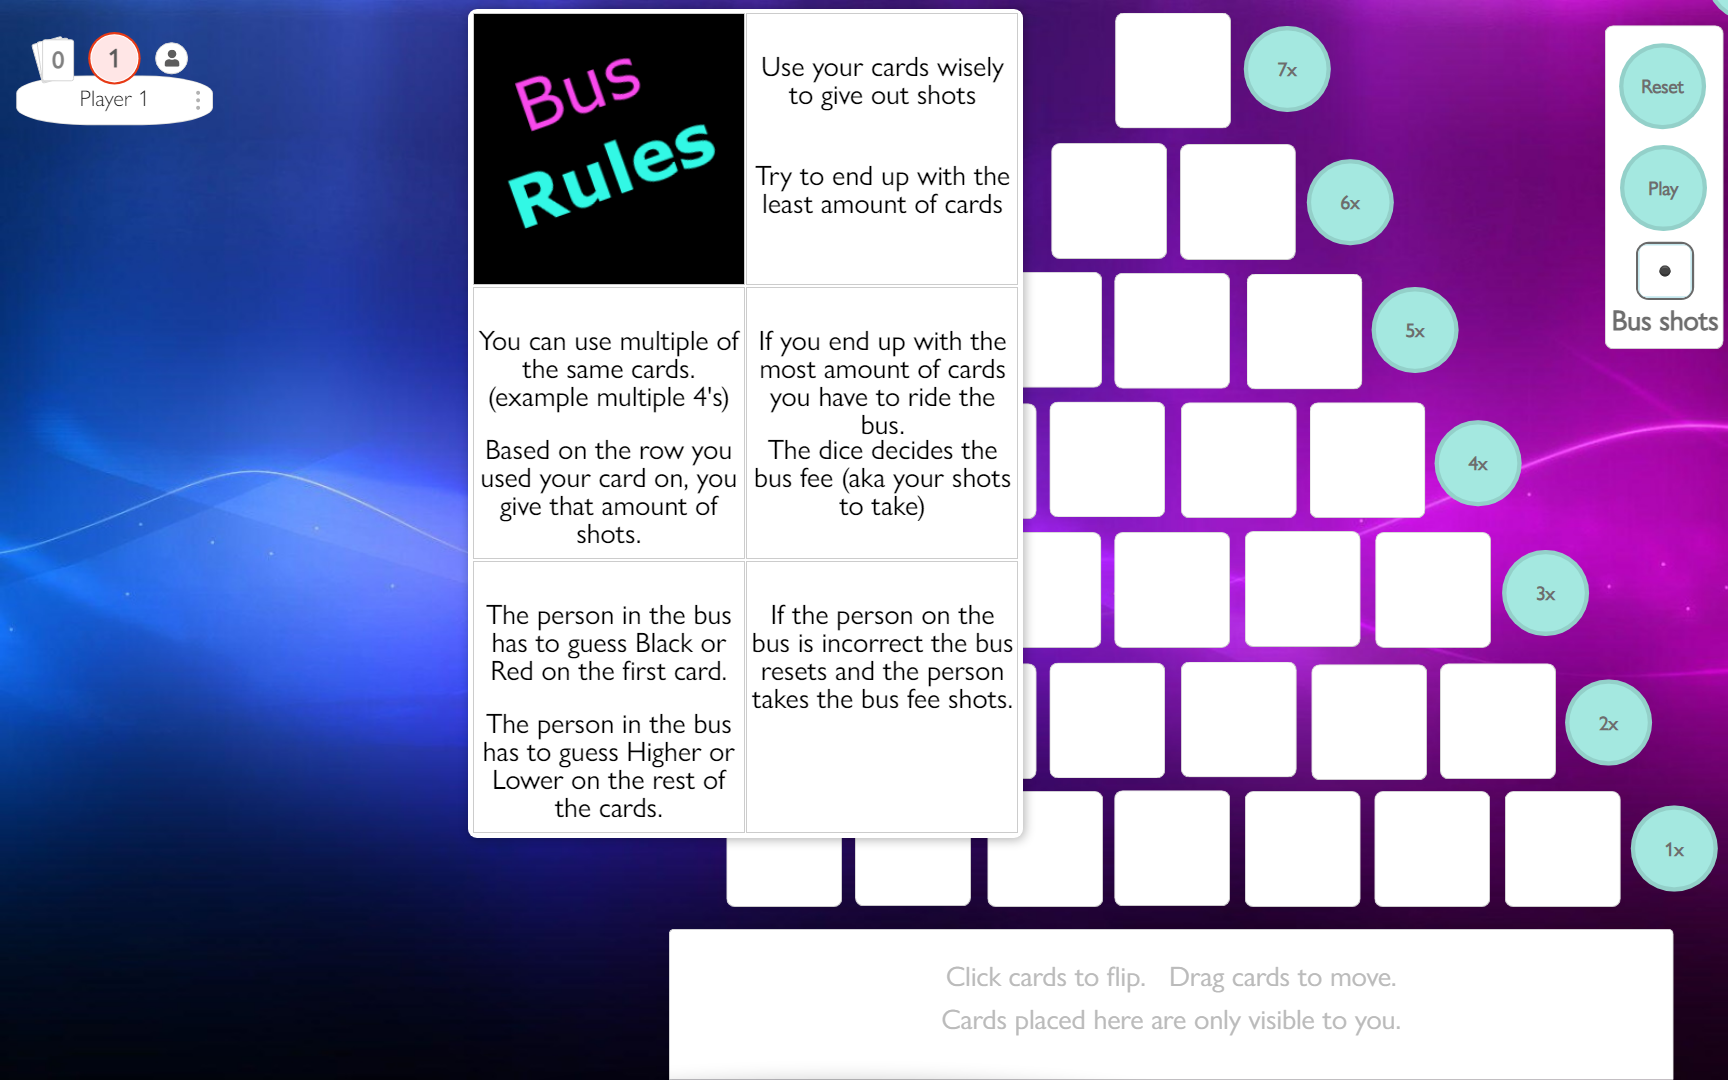 0
1
Player 1
Bus
Rules
Use your cards wisely
to give out shots
Try to end up with the
least amount of cards
You can use multiple of
the same cards.
(example multiple 4's)
Based on the row you
used your card on, you
give that amount of
shots.
If you end up with the
most amount of cards
you have to ride the
bus.
The dice decides the
bus fee (aka your shots
to take)
The person in the bus
has to guess Black or
Red on the first card.
The person in the bus
has to guess Higher or
Lower on the rest of
the cards.
If the person on the
bus is incorrect the bus
resets and the person
takes the bus fee shots.
7x
6x
5x
4x
3x
2x
1x
Reset
Play
Bus shots
Click cards to flip. Drag cards to move.
Cards placed here are only visible to you.